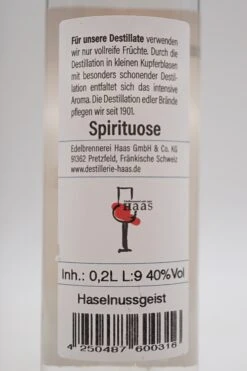 Für unsere Destillate verwenden
wir nur vollreife Früchte. Durch die
Destillation in kleinen Kupferblasen
mit besonders schonender Destil-
lation entfaltet sich das intensive
Aroma. Die Destillation edler Brände
pflegen wir seit 1901.
Spirituose
Edelbrennerei Haas GmbH & Co. KG
91362 Pretzfeld, Fränkische Schweiz
www.destillerie-haas.de
Haas
Inh.: 0,2L L:9 40%Vol
Haselnussgeist
4 250487 600316